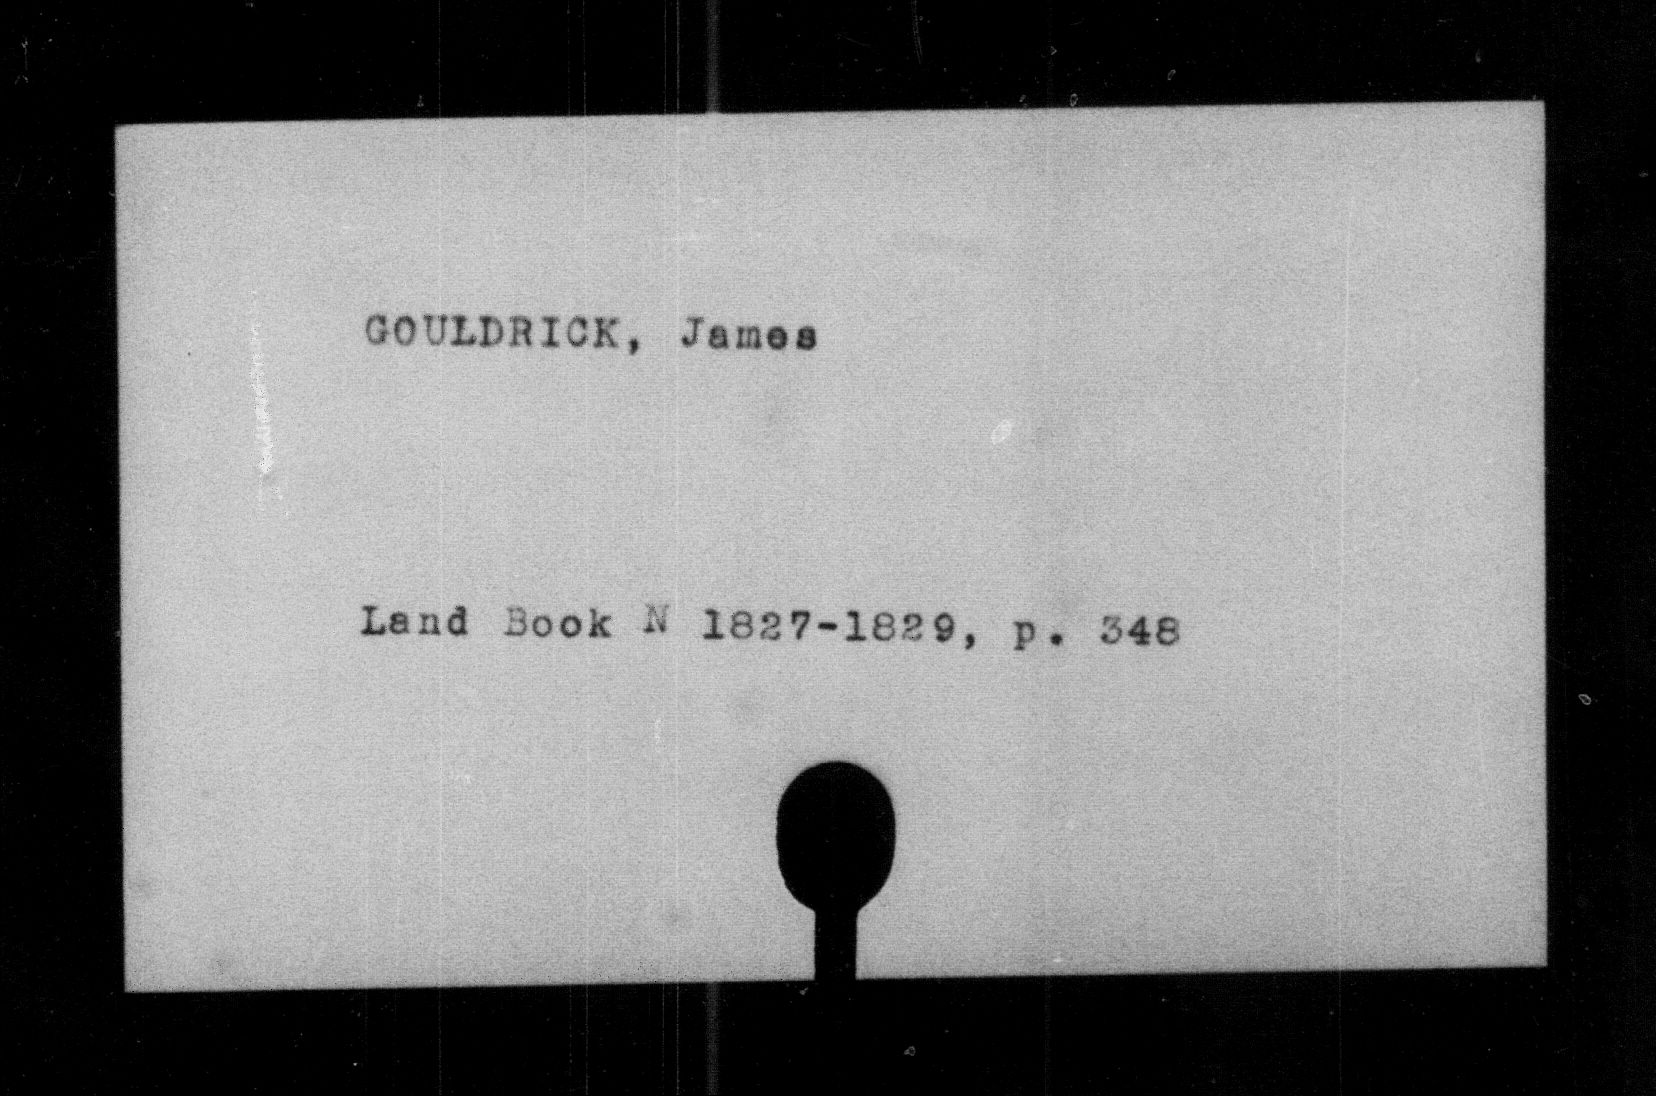 GOULDRICK, James
Land Book N 1827-1829, p. 348